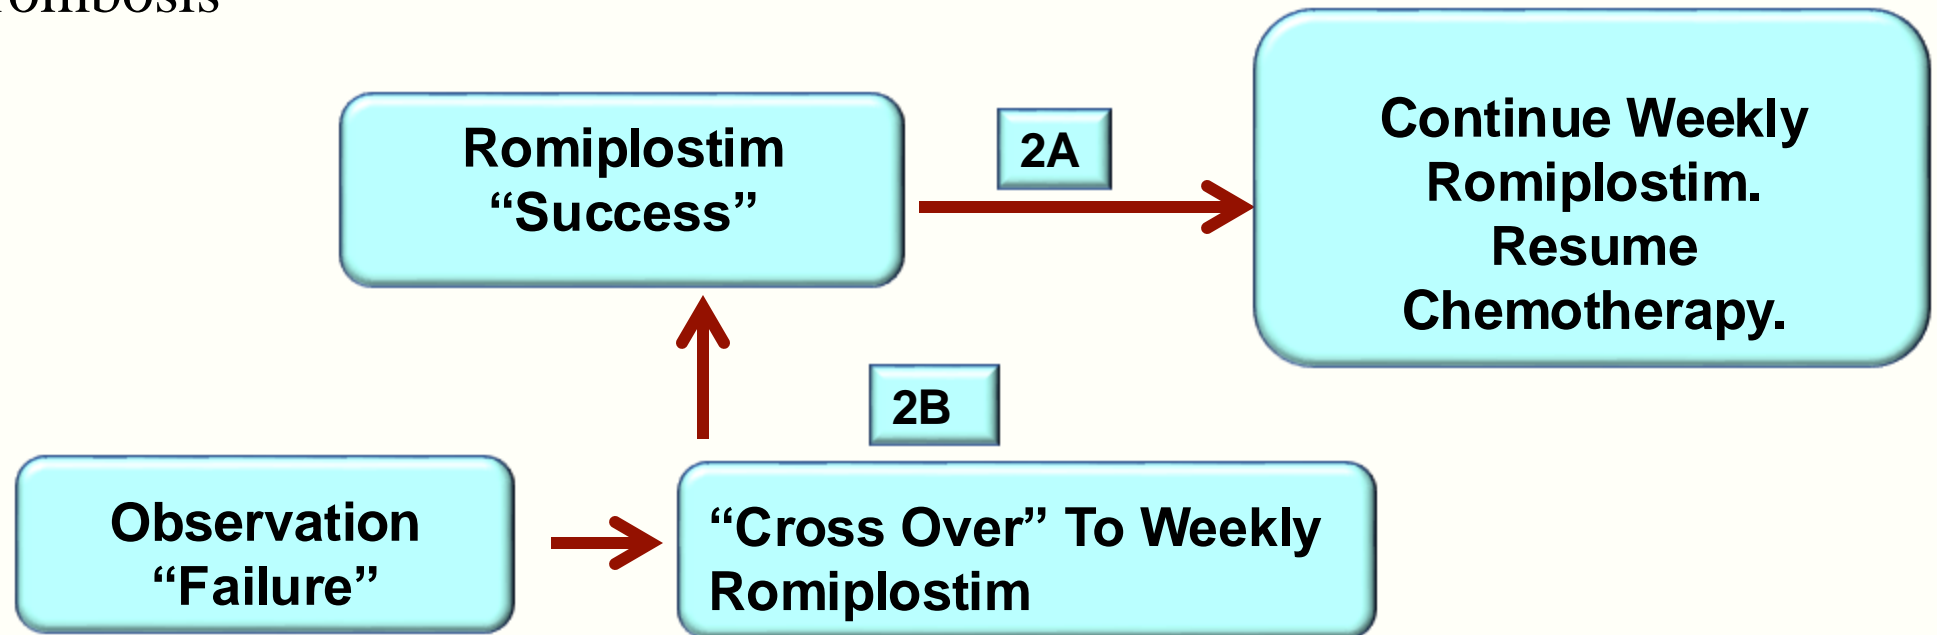 Romiplostim
“Success”
2A
Continue Weekly
Romiplostim.
Resume
Chemotherapy.
2B
Observation
“Failure”
“Cross Over” To Weekly
Romiplostim